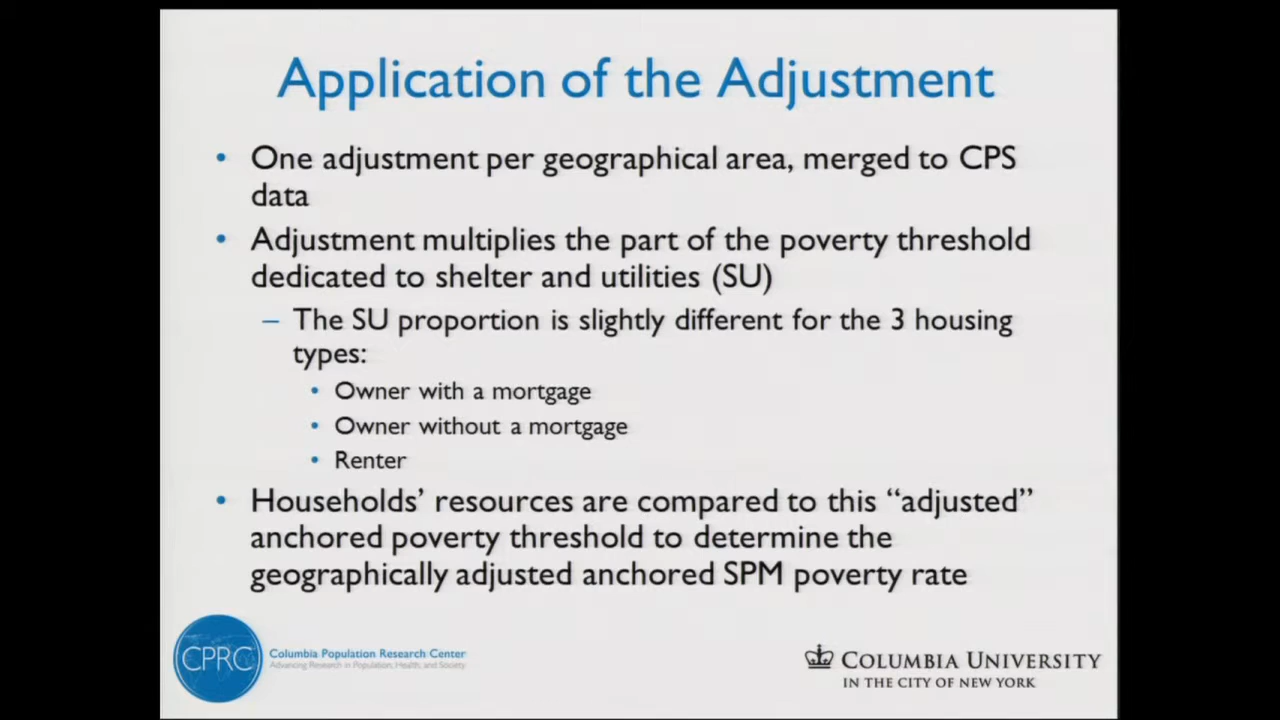 Application of the Adjustment
• One adjustment per geographical area, merged to CPS
data
• Adjustment multiplies the part of the poverty threshold
dedicated to shelter and utilities (SU)
– The SU proportion is slightly different for the 3 housing
types:
• Owner with a mortgage
• Owner without a mortgage
• Renter
• Households’ resources are compared to this “adjusted”
anchored poverty threshold to determine the
geographically adjusted anchored SPM poverty rate
CPRC
Columbia Population Research Center
Advancing Research in Population, Health, and Society
COLUMBIA UNIVERSITY
IN THE CITY OF NEW YORK